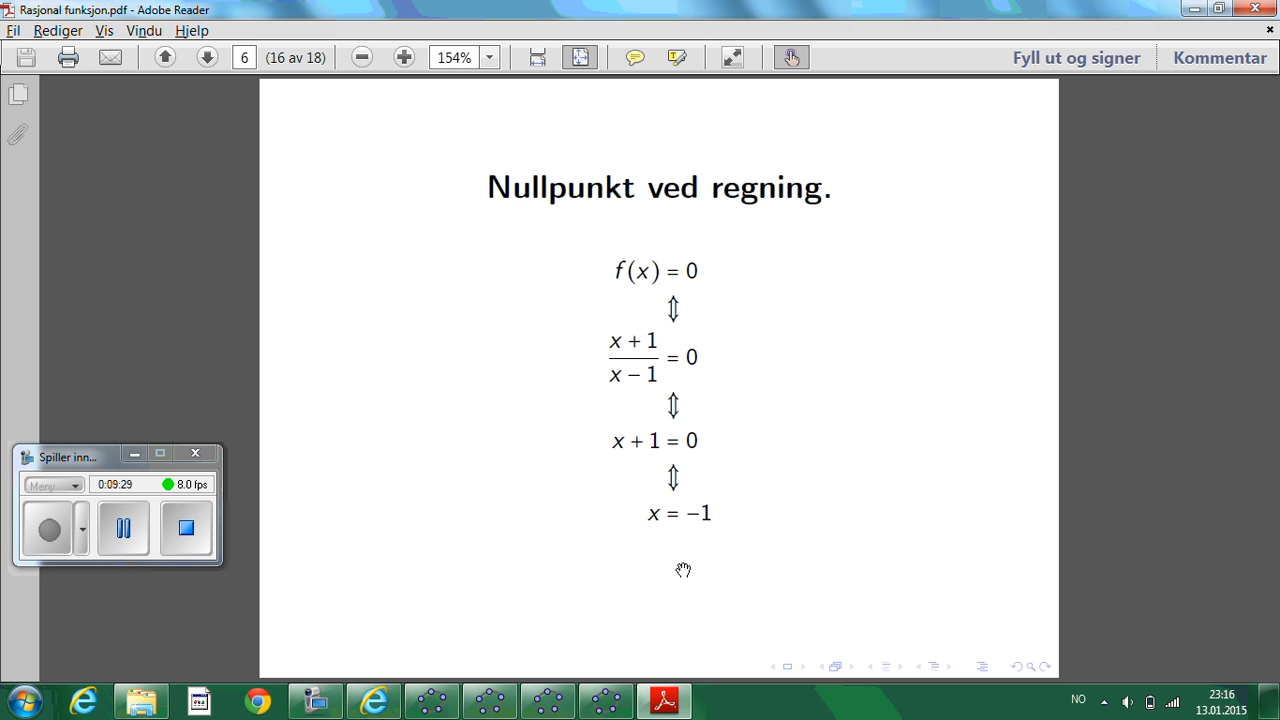 Rasjonal funksjon.pdf - Adobe Reader
Fil Rediger Vis Vindu Hjelp
6 (16 av 18) 154% Fyll ut og signer Kommentar
Nullpunkt ved regning.
f(x) = 0
⇕
x + 1
= 0
x − 1
⇕
x + 1 = 0
⇕
x = −1
Spiller inn...
Meny 0:09:29 8.0 fps
NO 23:16
13.01.2015